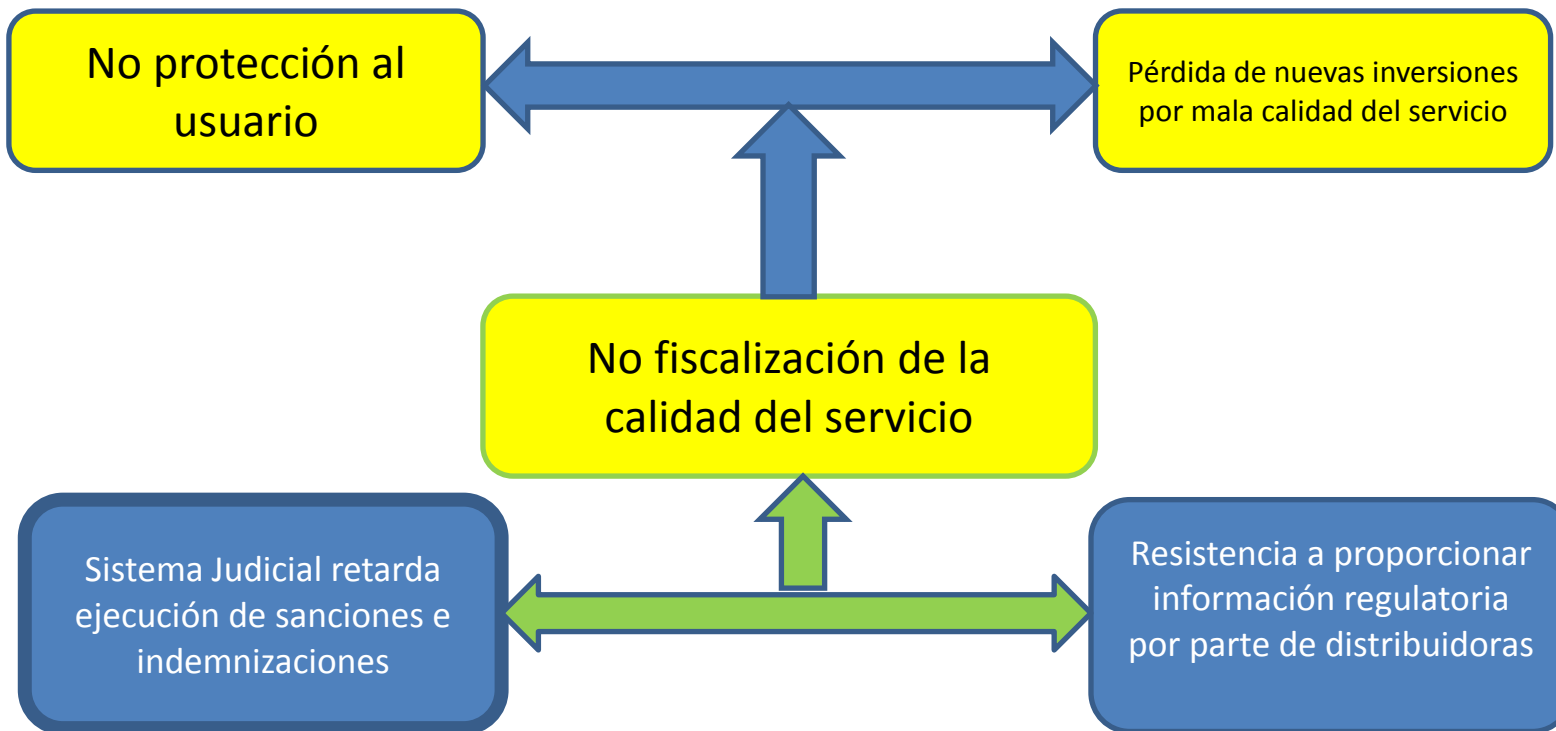 No protección al
usuario
Pérdida de nuevas inversiones
por mala calidad del servicio
No fiscalización de la
calidad del servicio
Sistema Judicial retarda
ejecución de sanciones e
indemnizaciones
Resistencia a proporcionar
información regulatoria
por parte de distribuidoras